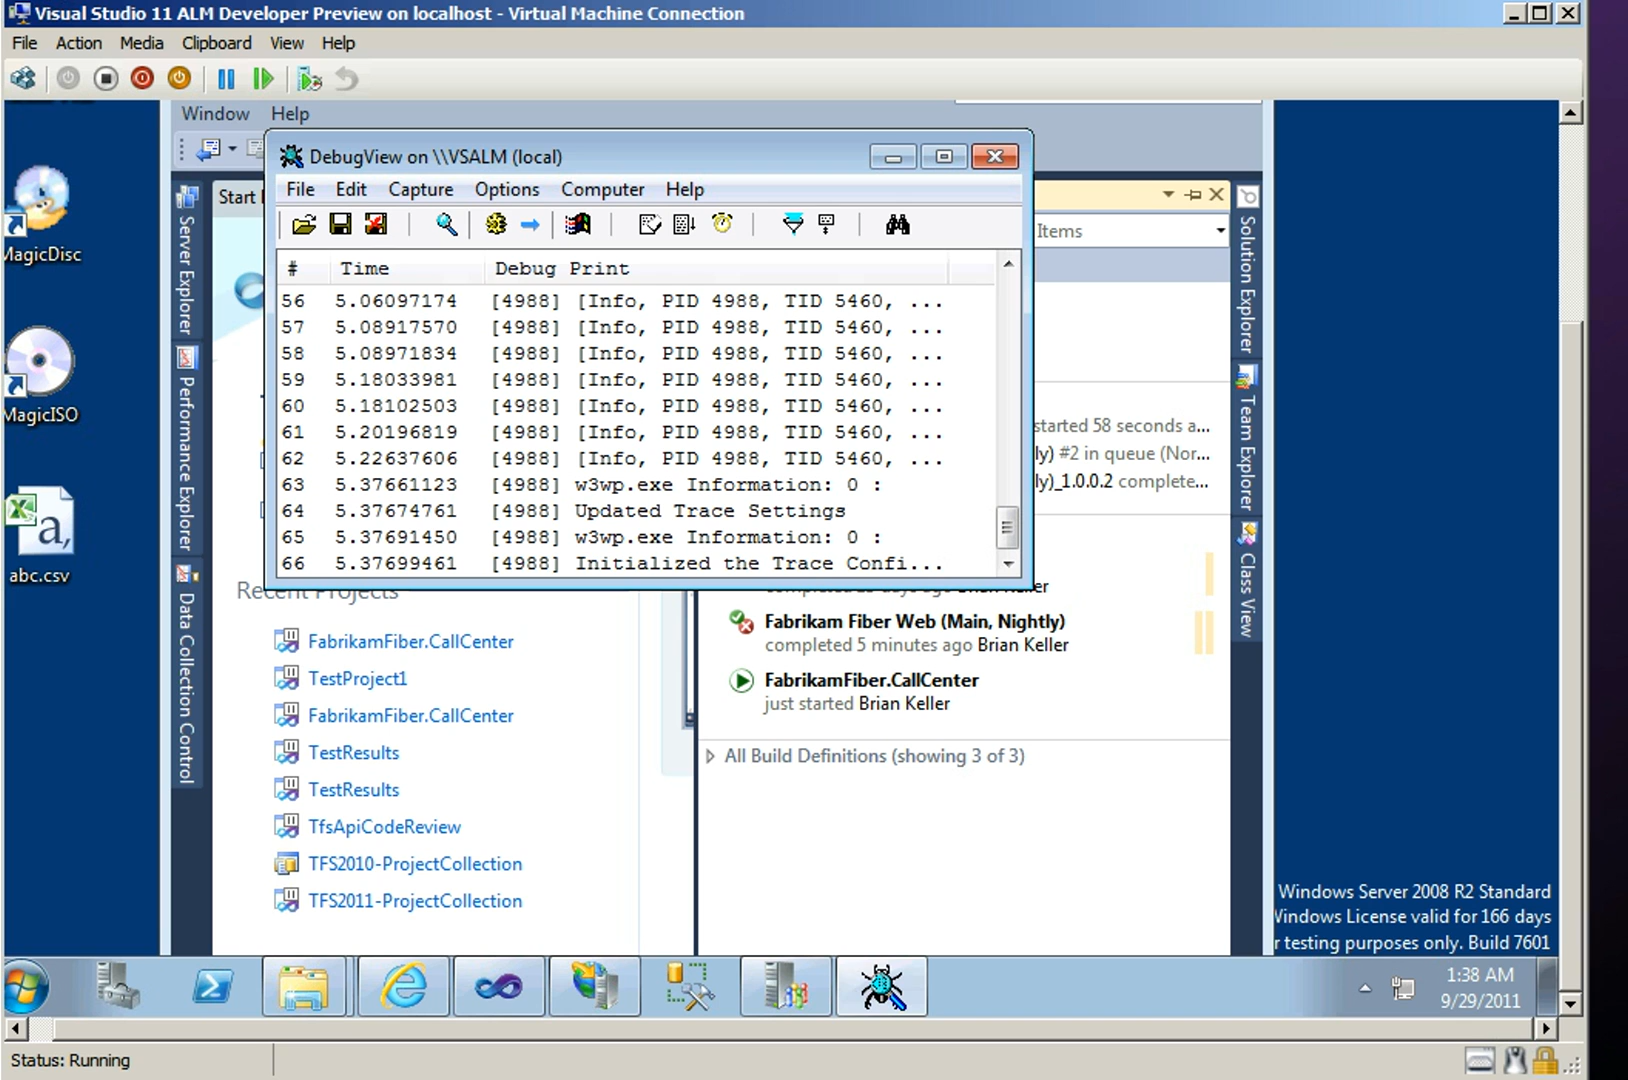 Visual Studio 11 ALM Developer Preview on localhost - Virtual Machine Connection
File Action Media Clipboard View Help
Window Help
DebugView on \\VSALM (local)
File Edit Capture Options Computer Help
# Time Debug Print
56 5.06097174 [4988] [Info, PID 4988, TID 5460, ...
57 5.08917570 [4988] [Info, PID 4988, TID 5460, ...
58 5.08971834 [4988] [Info, PID 4988, TID 5460, ...
59 5.18033981 [4988] [Info, PID 4988, TID 5460, ...
60 5.18102503 [4988] [Info, PID 4988, TID 5460, ...
61 5.20196819 [4988] [Info, PID 4988, TID 5460, ...
62 5.22637606 [4988] [Info, PID 4988, TID 5460, ...
63 5.37661123 [4988] w3wp.exe Information: 0 :
64 5.37674761 [4988] Updated Trace Settings
65 5.37691450 [4988] w3wp.exe Information: 0 :
66 5.37699461 [4988] Initialized the Trace Confi...
MagicDisc
MagicISO
abc.csv
Server Explorer
Performance Explorer
Data Collection Control
Start
Items
started 58 seconds a...
ly) #2 in queue (Nor...
ly)_1.0.0.2 complete...
Solution Explorer
Team Explorer
Class View
Recent Projects
FabrikamFiber.CallCenter
TestProject1
FabrikamFiber.CallCenter
TestResults
TestResults
TfsApiCodeReview
TFS2010-ProjectCollection
TFS2011-ProjectCollection
Fabrikam Fiber Web (Main, Nightly)
completed 5 minutes ago Brian Keller
FabrikamFiber.CallCenter
just started Brian Keller
All Build Definitions (showing 3 of 3)
Windows Server 2008 R2 Standard
Windows License valid for 166 days
r testing purposes only. Build 7601
1:38 AM
9/29/2011
Status: Running